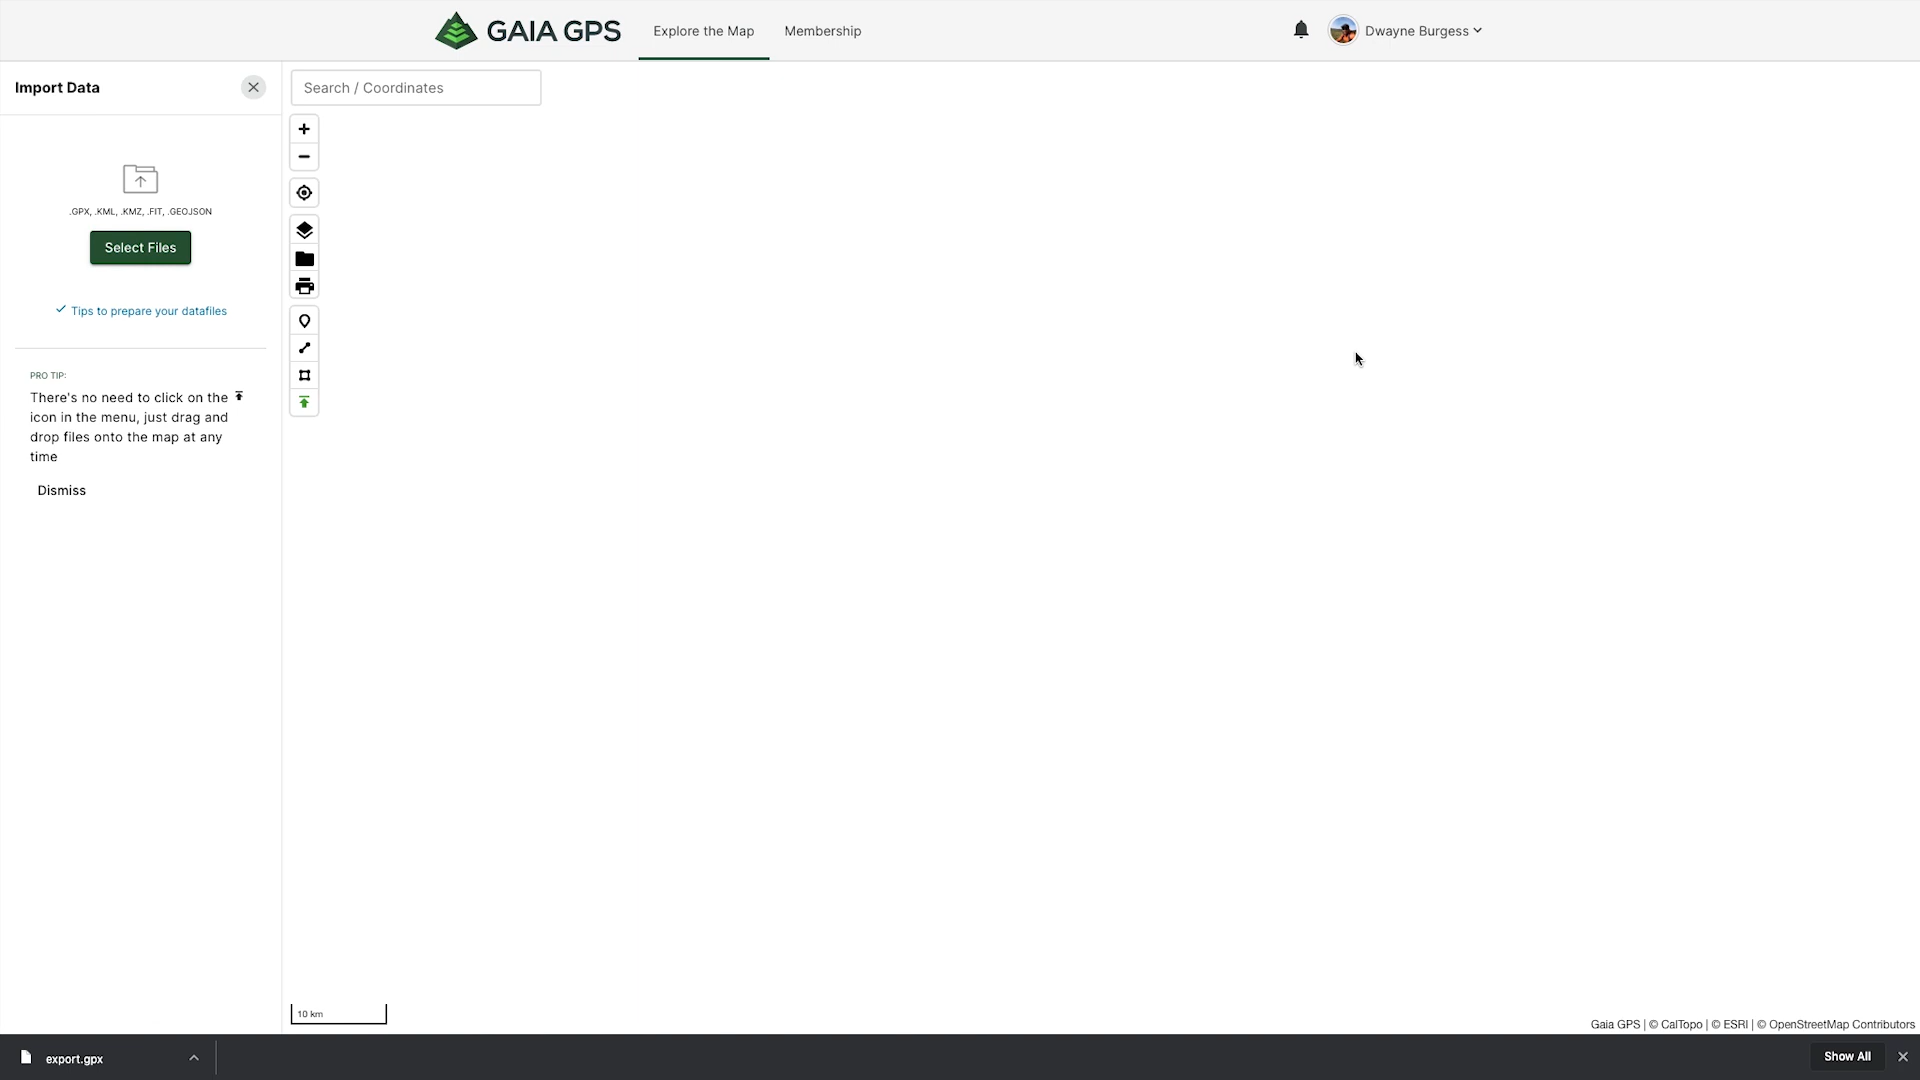 GAIA GPS
Explore the Map
Membership
Dwayne Burgess
Import Data
Search / Coordinates
.GPX, .KML, .KMZ, .FIT, .GEOJSON
Select Files
Tips to prepare your datafiles
PRO TIP:
There's no need to click on the
icon in the menu, just drag and
drop files onto the map at any
time
Dismiss
10 km
Gaia GPS | © CalTopo | © ESRI | © OpenStreetMap Contributors
export.gpx
Show All